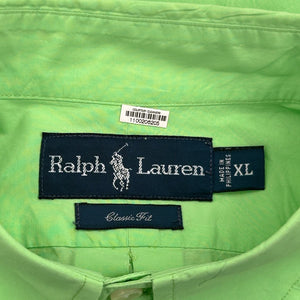 1100206205
Ralph Lauren
MADE IN
PHILIPPINES
XL
Classic Fit